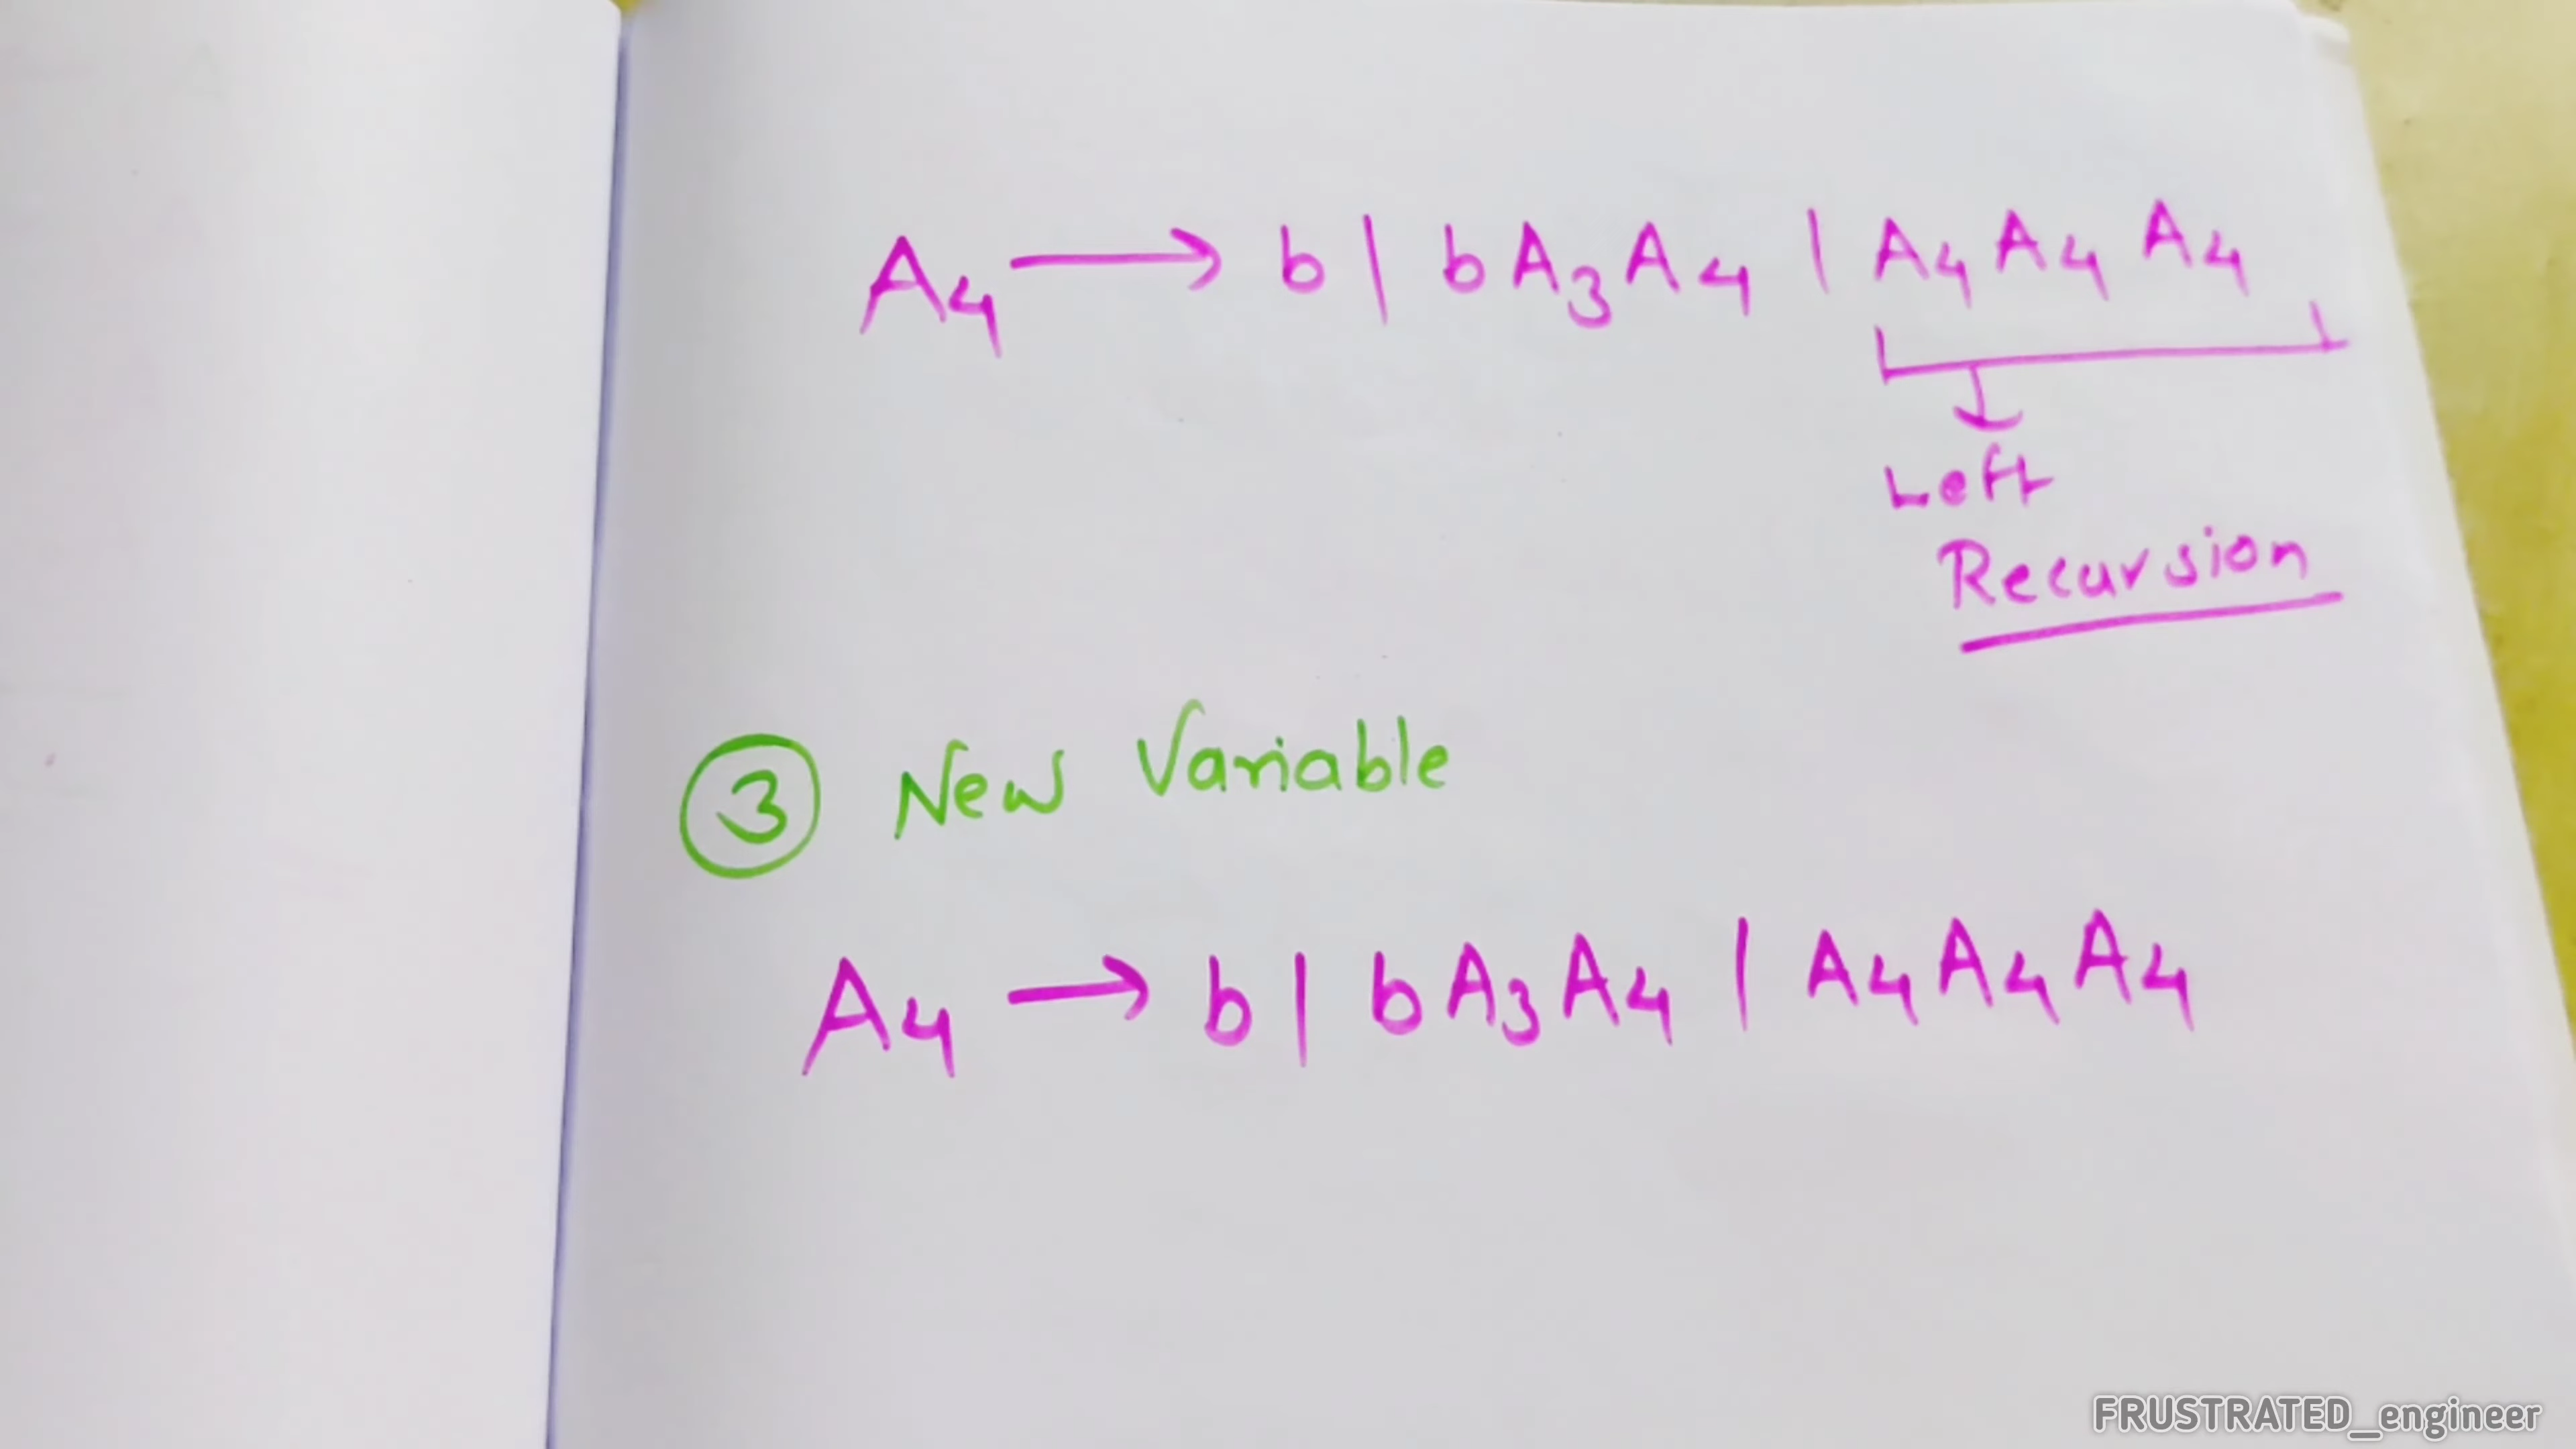 A₄ → b | bA₃A₄ | A₄A₄A₄
Left
Recursion
③ New Variable
A₄ → b | bA₃A₄ | A₄A₄A₄
FRUSTRATED_engineer